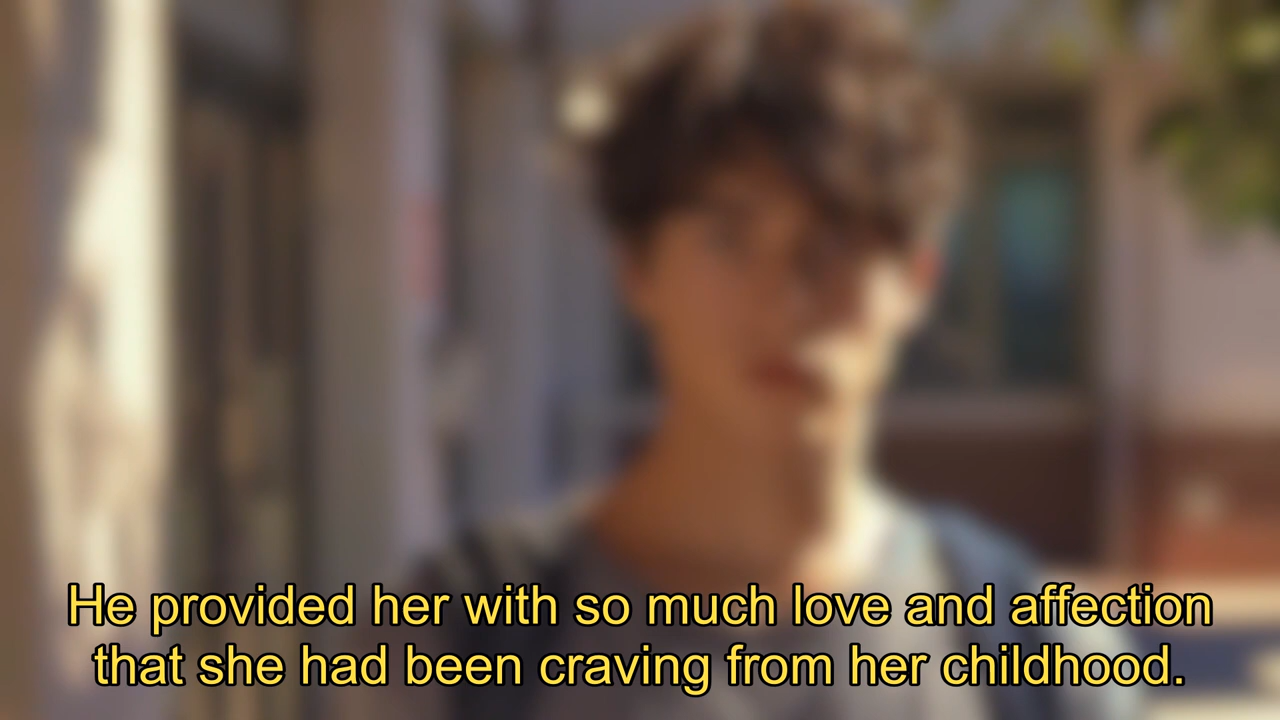 He provided her with so much love and affection
that she had been craving from her childhood.